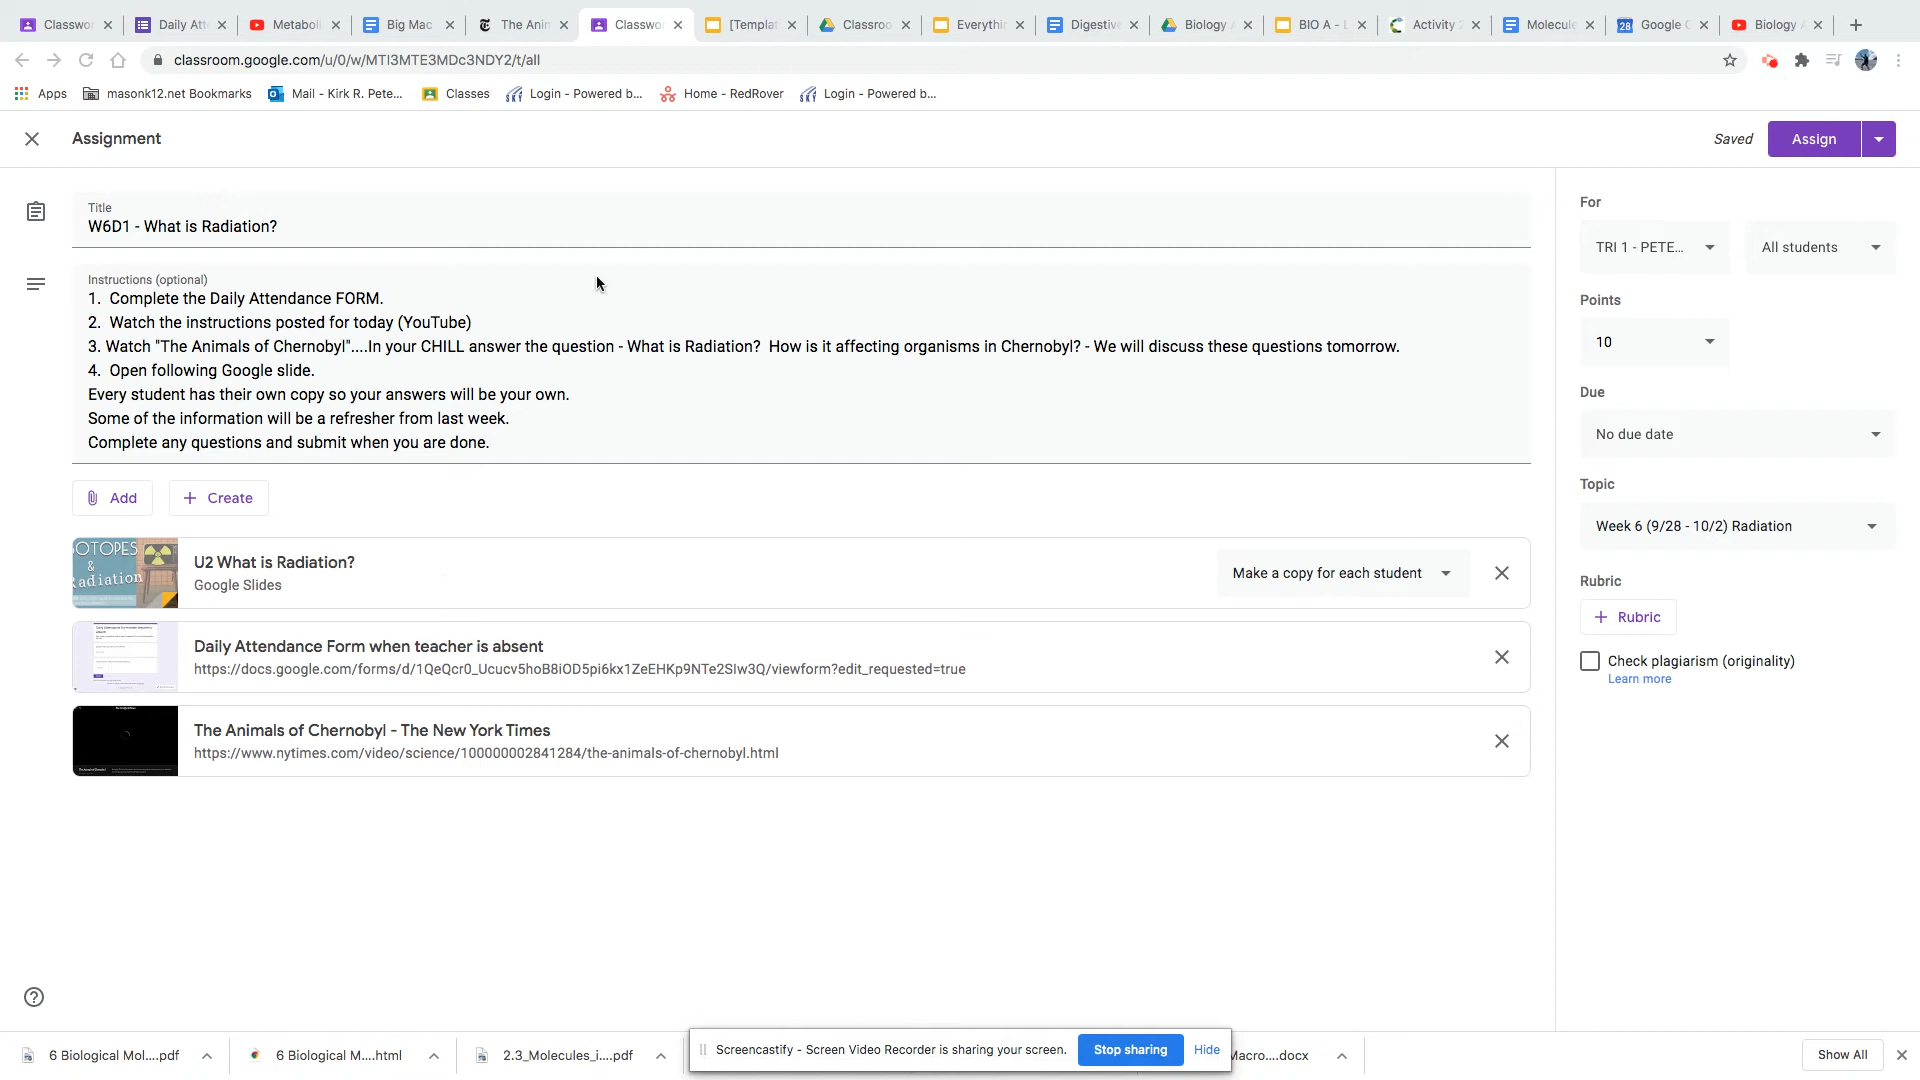 Classwor
Daily Att
Metaboli
Big Mac
The Anim
Classwor
[Templat
Classroo
Everythin
Digestive
Biology
BIO A - L
Activity 2
Molecule
Google C
Biology
classroom.google.com/u/0/w/MTI3MTE3MDc3NDY2/t/all
Apps
masonk12.net Bookmarks
Mail - Kirk R. Pete...
Classes
Login - Powered b...
Home - RedRover
Login - Powered b...
Assignment
Saved
Assign
Title
W6D1 - What is Radiation?
Instructions (optional)
1. Complete the Daily Attendance FORM.
2. Watch the instructions posted for today (YouTube)
3. Watch "The Animals of Chernobyl"....In your CHILL answer the question - What is Radiation? How is it affecting organisms in Chernobyl? - We will discuss these questions tomorrow.
4. Open following Google slide.
Every student has their own copy so your answers will be your own.
Some of the information will be a refresher from last week.
Complete any questions and submit when you are done.
Add
Create
OTOPES
&
Radiation
U2 What is Radiation?
Google Slides
Make a copy for each student
Daily Attendance Form when teacher is absent
https://docs.google.com/forms/d/1QeQcr0_Ucucv5hoB8iOD5pi6kx1ZeEHKp9NTe2SIw3Q/viewform?edit_requested=true
The Animals of Chernobyl - The New York Times
https://www.nytimes.com/video/science/100000002841284/the-animals-of-chernobyl.html
For
TRI 1 - PETE...
All students
Points
10
Due
No due date
Topic
Week 6 (9/28 - 10/2) Radiation
Rubric
Rubric
Check plagiarism (originality)
Learn more
6 Biological Mol....pdf
6 Biological M....html
2.3_Molecules_i....pdf
Screencastify - Screen Video Recorder is sharing your screen.
Stop sharing
Hide
Macro....docx
Show All